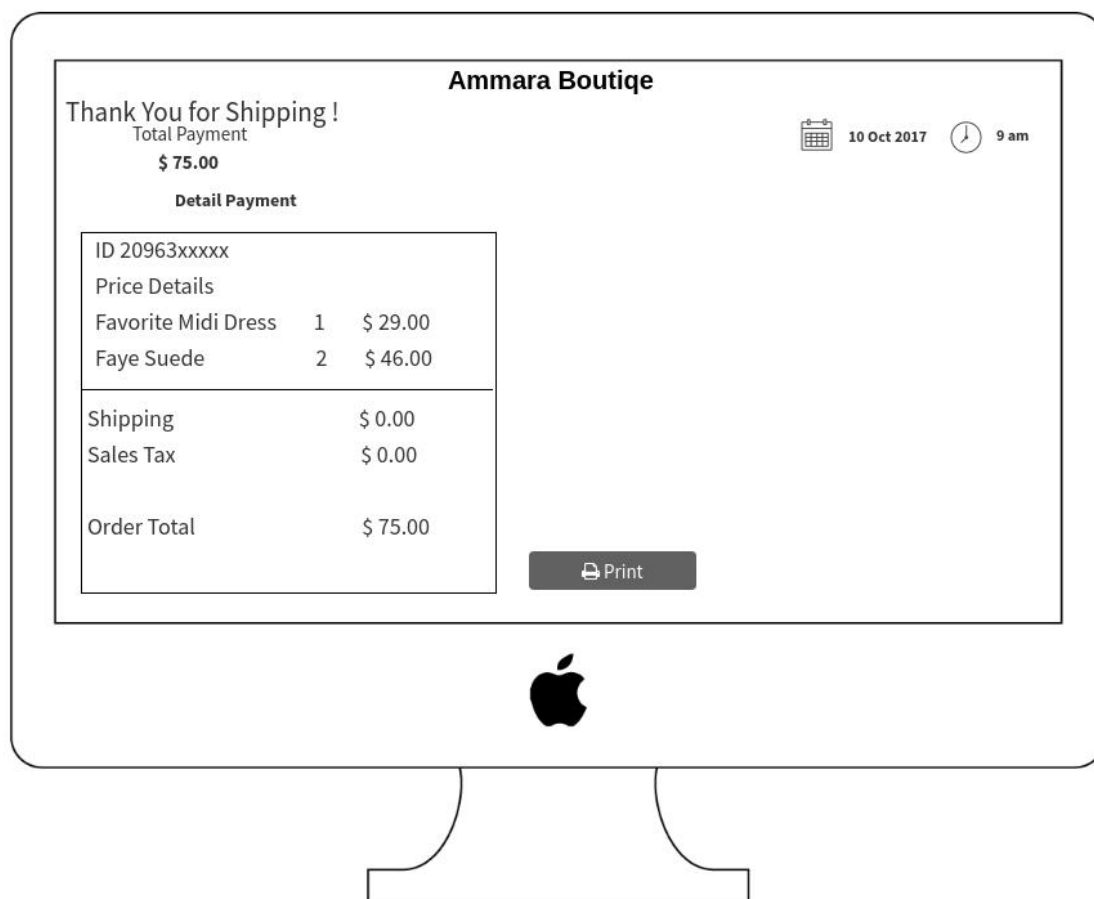 Ammara Boutiqe
Thank You for Shipping !
Total Payment
$ 75.00
10 Oct 2017 9 am
Detail Payment
ID 20963xxxxx
Price Details
Favorite Midi Dress 1 $ 29.00
Faye Suede 2 $ 46.00
Shipping $ 0.00
Sales Tax $ 0.00
Order Total $ 75.00
Print